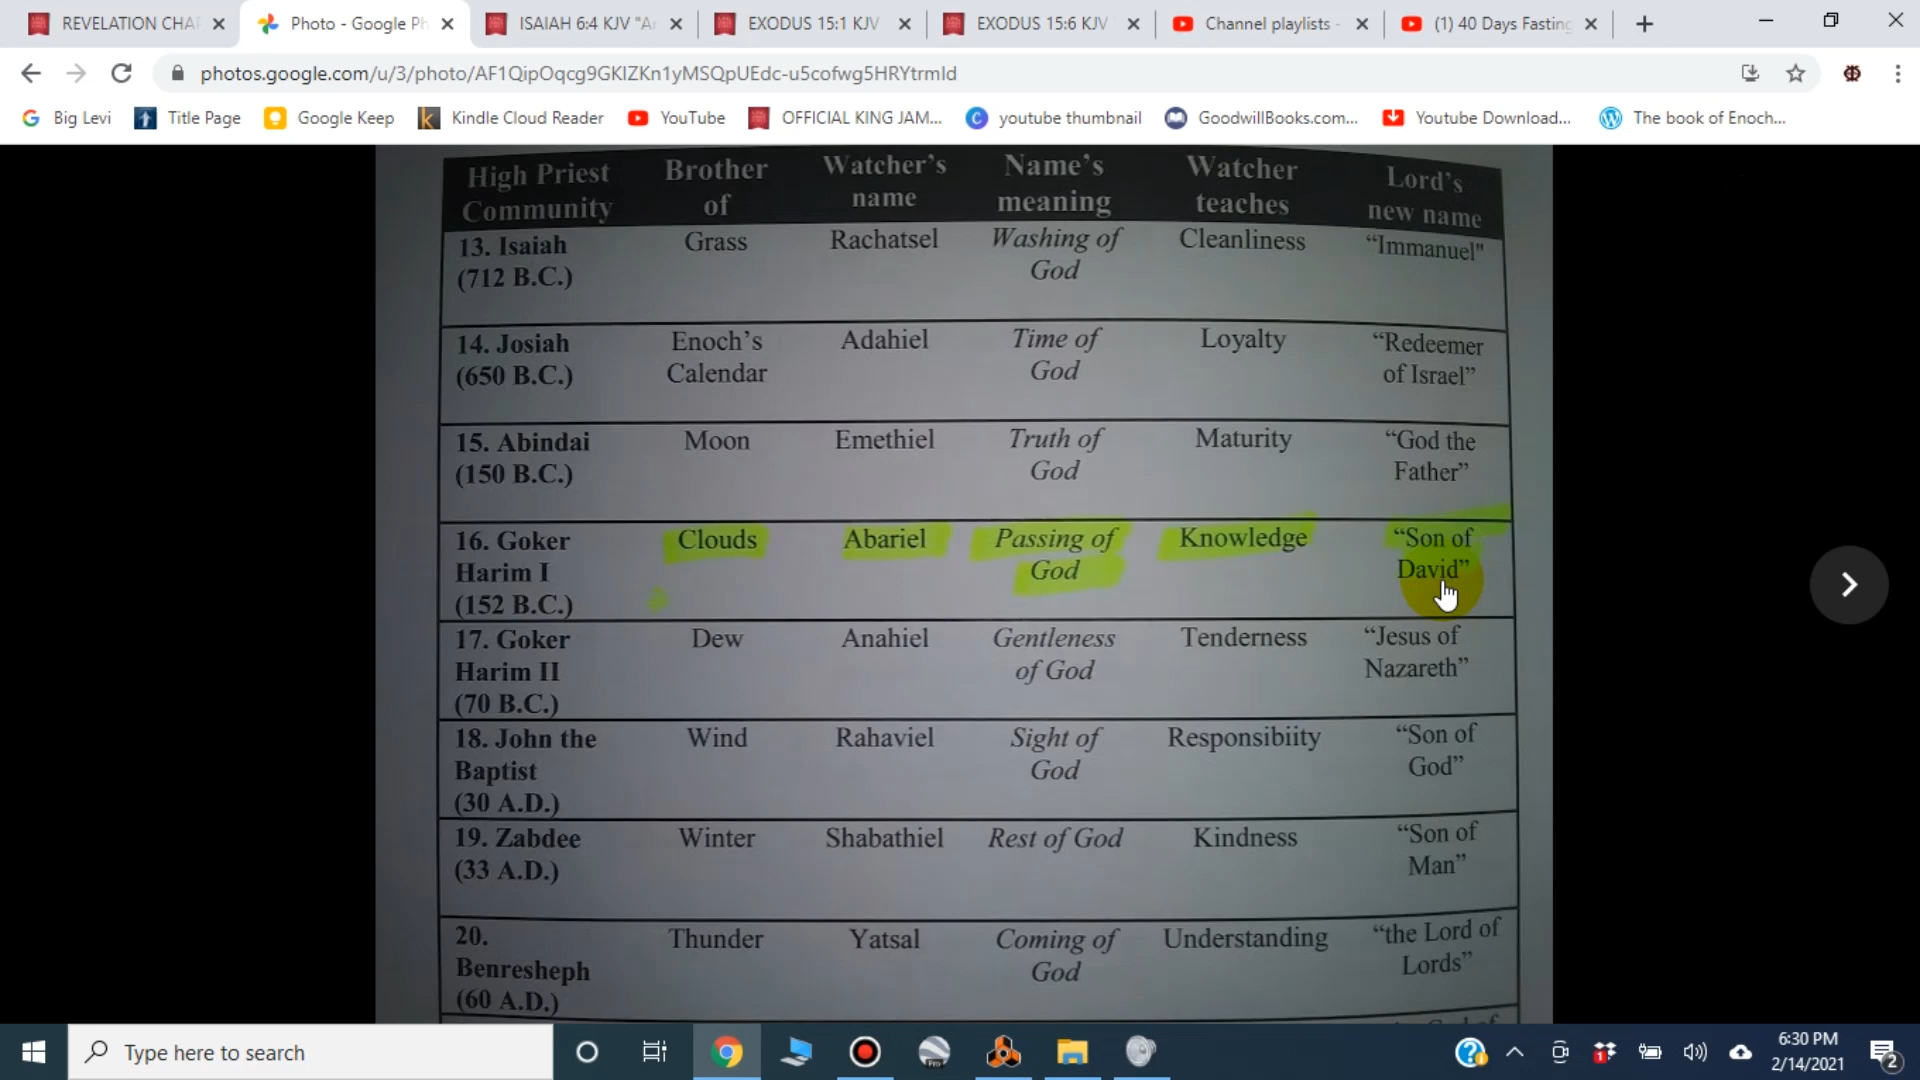 REVELATION CHA
Photo - Google Ph
ISAIAH 6:4 KJV "A
EXODUS 15:1 KJV
EXODUS 15:6 KJV
Channel playlists -
(1) 40 Days Fasting
photos.google.com/u/3/photo/AF1QipOqcg9GKIZKn1yMSQpUEdc-u5cofwg5HRYtrmId
Big Levi
Title Page
Google Keep
Kindle Cloud Reader
YouTube
OFFICIAL KING JAM...
youtube thumbnail
GoodwillBooks.com...
Youtube Download...
The book of Enoch...
High Priest Community
Brother of
Watcher's name
Name's meaning
Watcher teaches
Lord's new name
13. Isaiah (712 B.C.)
Grass
Rachatsel
Washing of God
Cleanliness
“Immanuel"
14. Josiah (650 B.C.)
Enoch's Calendar
Adahiel
Time of God
Loyalty
“Redeemer of Israel”
15. Abindai (150 B.C.)
Moon
Emethiel
Truth of God
Maturity
“God the Father”
16. Goker Harim I (152 B.C.)
Clouds
Abariel
Passing of God
Knowledge
“Son of David”
17. Goker Harim II (70 B.C.)
Dew
Anahiel
Gentleness of God
Tenderness
“Jesus of Nazareth”
18. John the Baptist (30 A.D.)
Wind
Rahaviel
Sight of God
Responsibiity
“Son of God”
19. Zabdee (33 A.D.)
Winter
Shabathiel
Rest of God
Kindness
“Son of Man”
20. Benresheph (60 A.D.)
Thunder
Yatsal
Coming of God
Understanding
“the Lord of Lords”
Type here to search
6:30 PM
2/14/2021
2